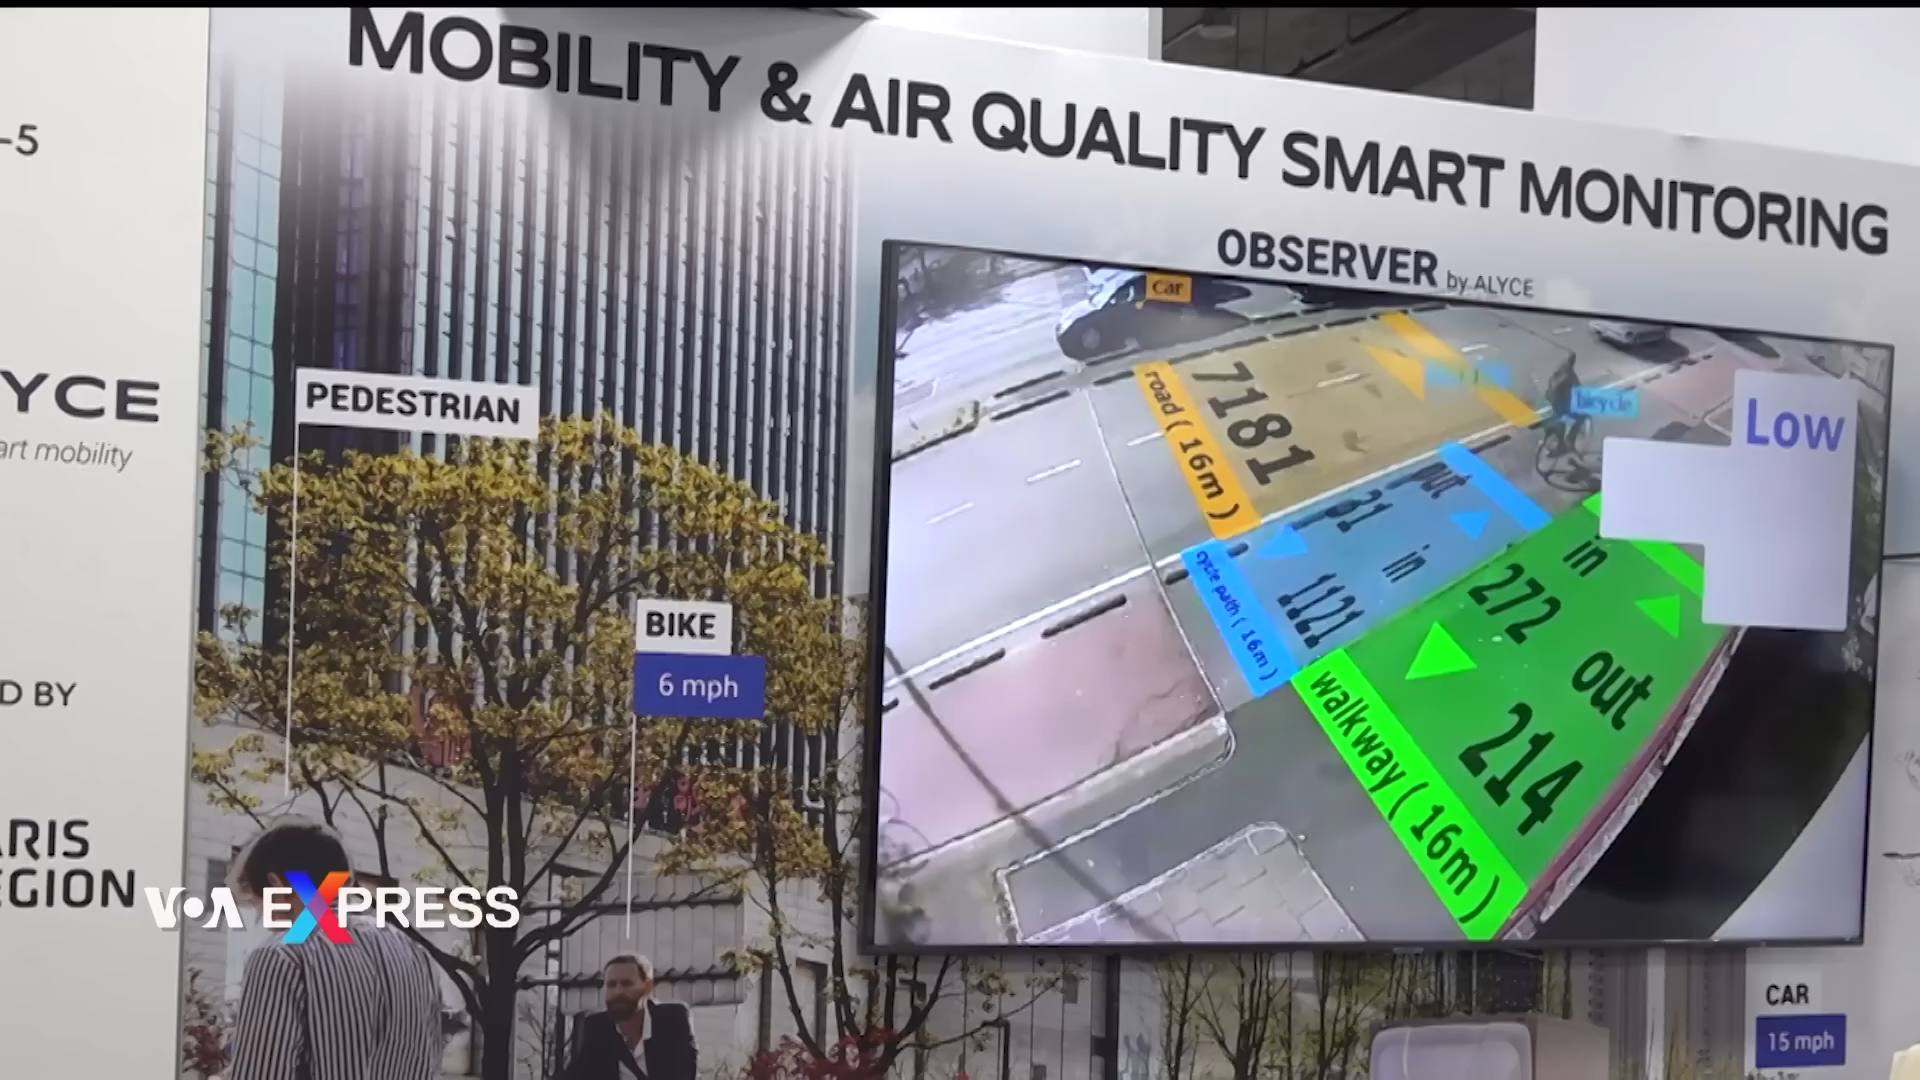 MOBILITY & AIR QUALITY SMART MONITORING
OBSERVER by ALYCE
-5
YCE
art mobility
D BY
ARIS
EGION
PEDESTRIAN
BIKE
6 mph
Car
bicycle
Low
road ( 16m )
7181
cycle path ( 16m )
out
31
in
1121
walkway ( 16m )
in
272
out
214
CAR
15 mph
VOA EXPRESS